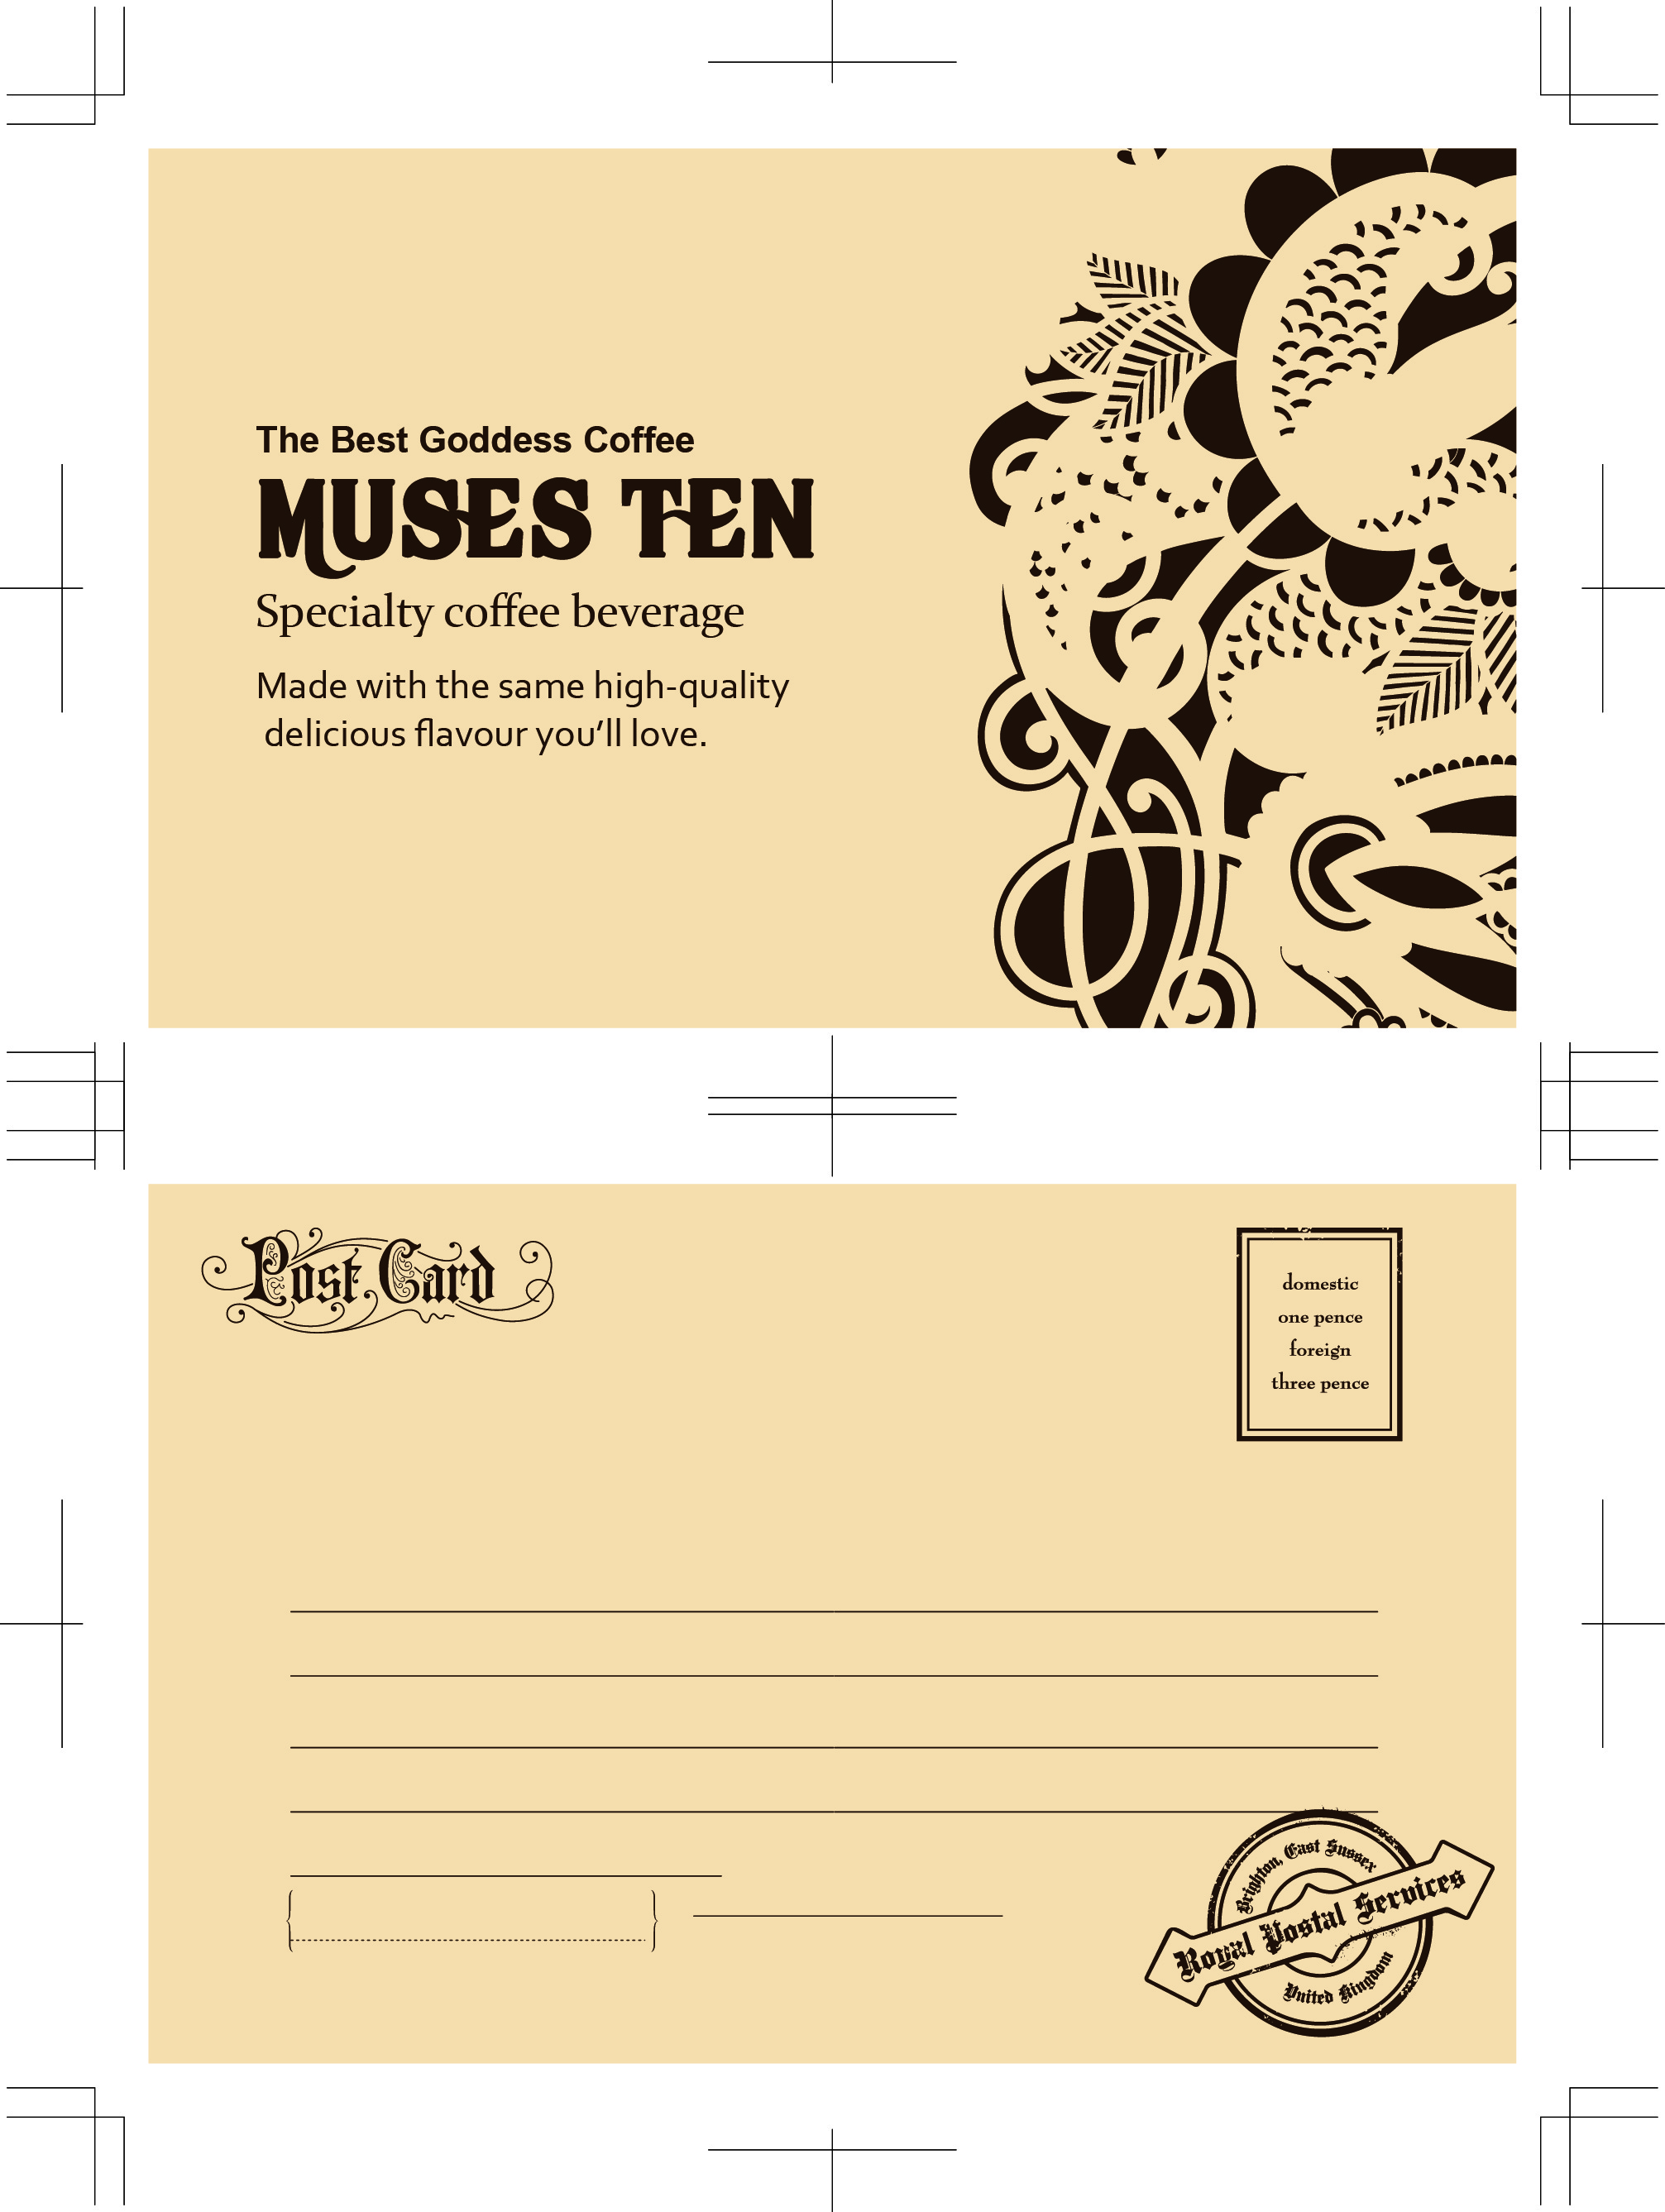 The Best Goddess Coffee
MUSES TEN
Specialty coffee beverage
Made with the same high-quality
delicious flavour you’ll love.
Post Card
domestic
one pence
foreign
three pence
Brighton, East Sussex
Royal Postal Services
United Kingdom